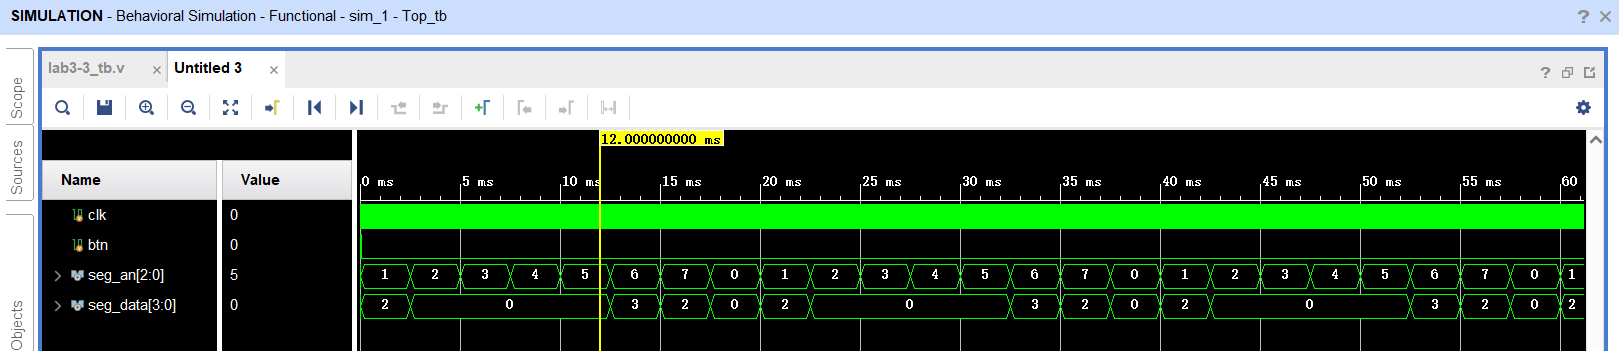 SIMULATION - Behavioral Simulation - Functional - sim_1 - Top_tb ? ×
Scope
Sources
Objects
lab3-3_tb.v × Untitled 3 × ?
12.000000000 ms
Name Value
0 ms 5 ms 10 ms 15 ms 20 ms 25 ms 30 ms 35 ms 40 ms 45 ms 50 ms 55 ms 60
clk 0
btn 0
seg_an[2:0] 5 1 2 3 4 5 6 7 0 1 2 3 4 5 6 7 0 1 2 3 4 5 6 7 0 1
seg_data[3:0] 0 2 0 3 2 0 2 0 3 2 0 2 0 3 2 0 2